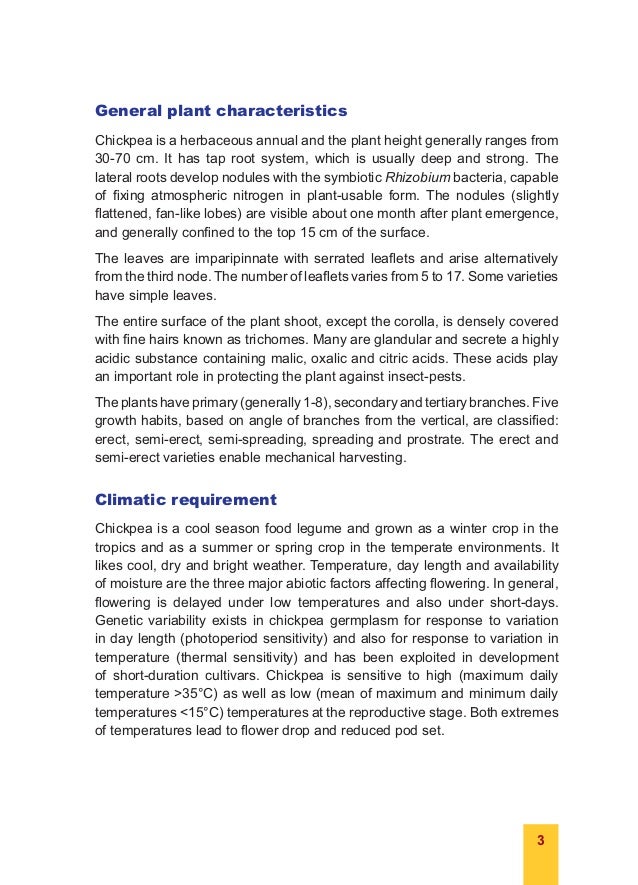 General plant characteristics
Chickpea is a herbaceous annual and the plant height generally ranges from
30-70 cm. It has tap root system, which is usually deep and strong. The
lateral roots develop nodules with the symbiotic Rhizobium bacteria, capable
of fixing atmospheric nitrogen in plant-usable form. The nodules (slightly
flattened, fan-like lobes) are visible about one month after plant emergence,
and generally confined to the top 15 cm of the surface.
The leaves are imparipinnate with serrated leaflets and arise alternatively
from the third node. The number of leaflets varies from 5 to 17. Some varieties
have simple leaves.
The entire surface of the plant shoot, except the corolla, is densely covered
with fine hairs known as trichomes. Many are glandular and secrete a highly
acidic substance containing malic, oxalic and citric acids. These acids play
an important role in protecting the plant against insect-pests.
The plants have primary (generally 1-8), secondary and tertiary branches. Five
growth habits, based on angle of branches from the vertical, are classified:
erect, semi-erect, semi-spreading, spreading and prostrate. The erect and
semi-erect varieties enable mechanical harvesting.
Climatic requirement
Chickpea is a cool season food legume and grown as a winter crop in the
tropics and as a summer or spring crop in the temperate environments. It
likes cool, dry and bright weather. Temperature, day length and availability
of moisture are the three major abiotic factors affecting flowering. In general,
flowering is delayed under low temperatures and also under short-days.
Genetic variability exists in chickpea germplasm for response to variation
in day length (photoperiod sensitivity) and also for response to variation in
temperature (thermal sensitivity) and has been exploited in development
of short-duration cultivars. Chickpea is sensitive to high (maximum daily
temperature >35°C) as well as low (mean of maximum and minimum daily
temperatures <15°C) temperatures at the reproductive stage. Both extremes
of temperatures lead to flower drop and reduced pod set.
3